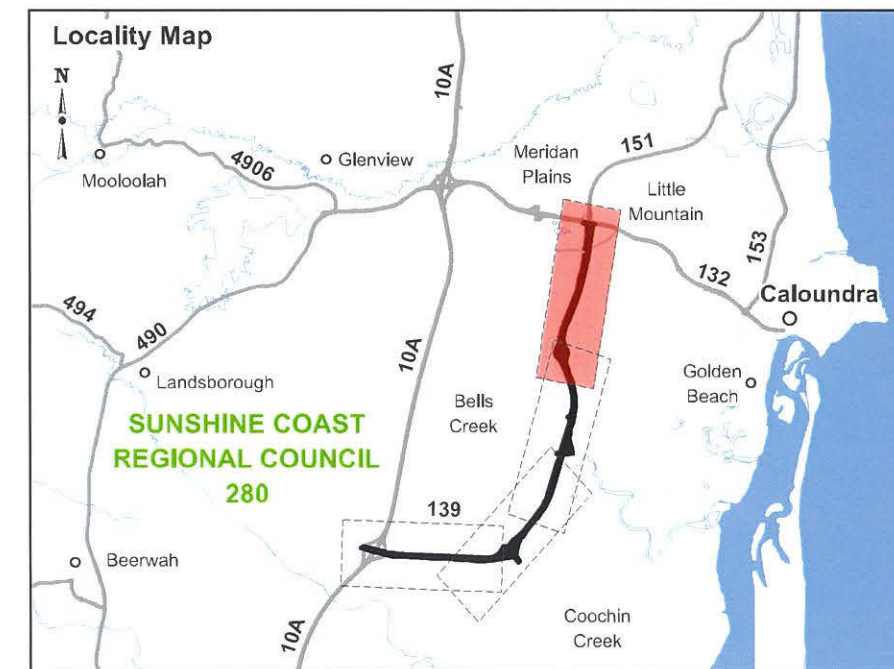 Locality Map
N
10A
4906
Glenview
Mooloolah
Meridan
Plains
151
Little
Mountain
153
132
Caloundra
494
490
Landsborough
10A
Golden
Beach
Bells
Creek
SUNSHINE COAST
REGIONAL COUNCIL
280
139
Beerwah
10A
Coochin
Creek